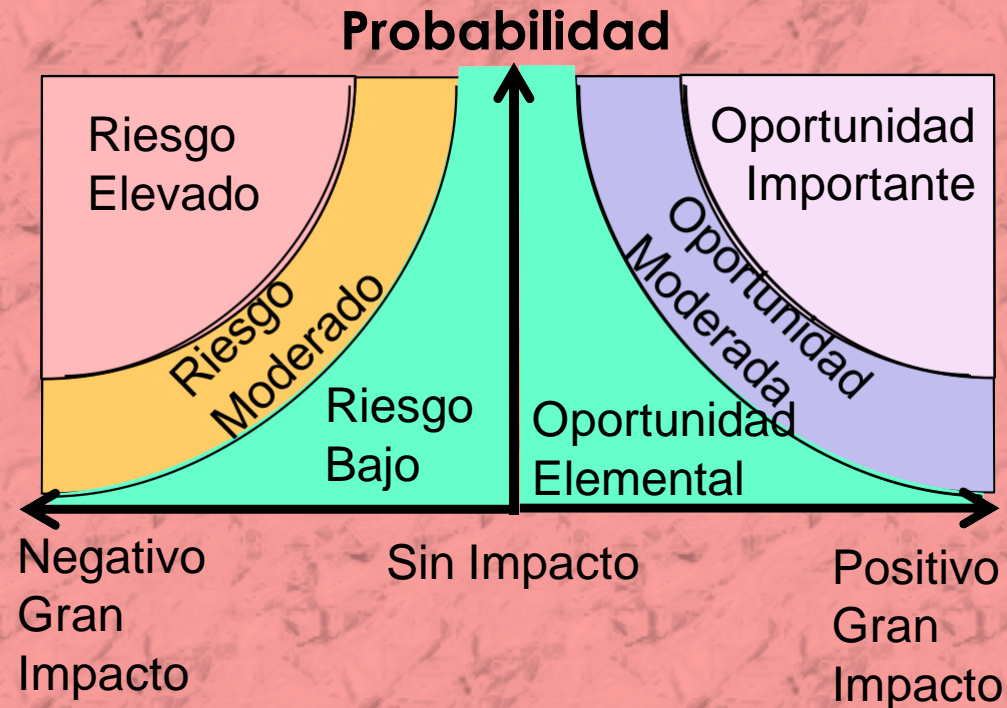 Probabilidad
Riesgo
Elevado
Oportunidad
Importante
Riesgo
Moderado
Oportunidad
Moderada
Riesgo
Bajo
Oportunidad
Elemental
Negativo
Gran
Impacto
Sin Impacto
Positivo
Gran
Impacto